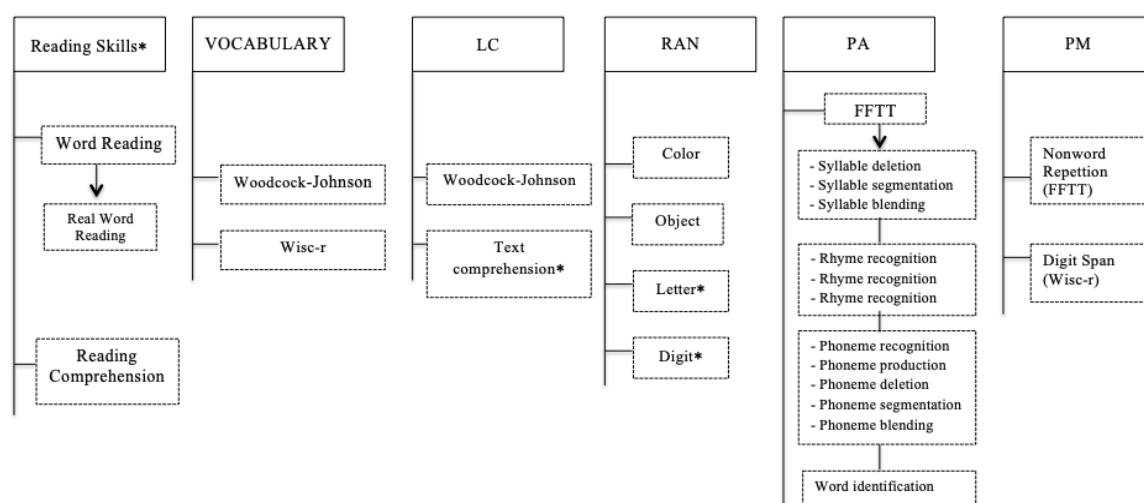 Reading Skills*
Word Reading
Real Word
Reading
Reading
Comprehension
VOCABULARY
Woodcock-Johnson
Wisc-r
LC
Woodcock-Johnson
Text
comprehension*
RAN
Color
Object
Letter*
Digit*
PA
FFTT
- Syllable deletion
- Syllable segmentation
- Syllable blending
- Rhyme recognition
- Rhyme recognition
- Rhyme recognition
- Phoneme recognition
- Phoneme production
- Phoneme deletion
- Phoneme segmentation
- Phoneme blending
Word identification
PM
Nonword
Repettion
(FFTT)
Digit Span
(Wisc-r)